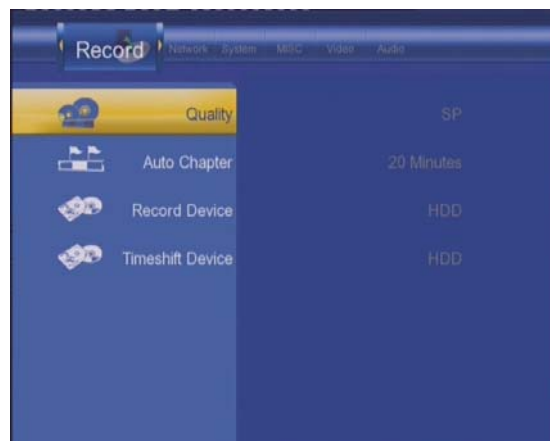 Record Network System MISC Video Audio
Quality SP
Auto Chapter 20 Minutes
Record Device HDD
Timeshift Device HDD